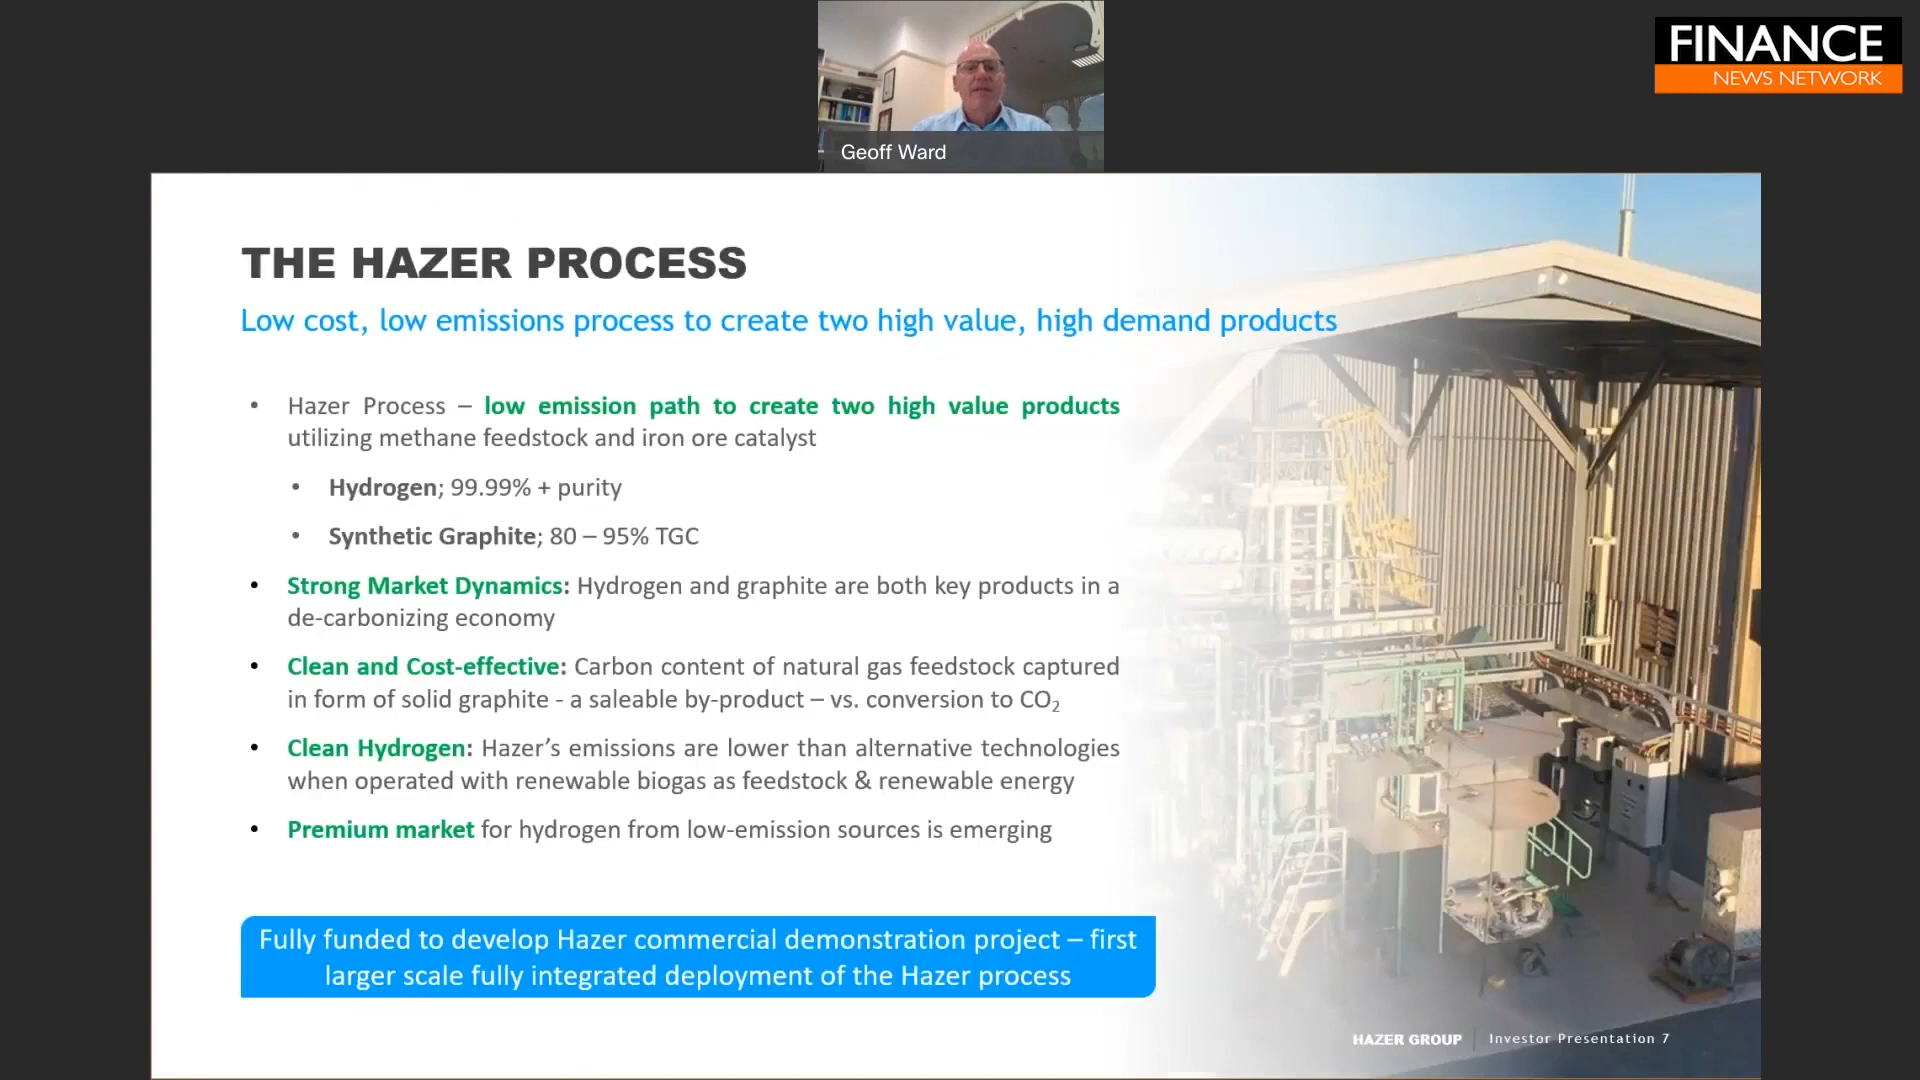 FINANCE
NEWS NETWORK
Geoff Ward
THE HAZER PROCESS
Low cost, low emissions process to create two high value, high demand products
• Hazer Process – low emission path to create two high value products
utilizing methane feedstock and iron ore catalyst
• Hydrogen; 99.99% + purity
• Synthetic Graphite; 80 – 95% TGC
• Strong Market Dynamics: Hydrogen and graphite are both key products in a
de-carbonizing economy
• Clean and Cost-effective: Carbon content of natural gas feedstock captured
in form of solid graphite - a saleable by-product – vs. conversion to CO₂
• Clean Hydrogen: Hazer’s emissions are lower than alternative technologies
when operated with renewable biogas as feedstock & renewable energy
• Premium market for hydrogen from low-emission sources is emerging
Fully funded to develop Hazer commercial demonstration project – first
larger scale fully integrated deployment of the Hazer process
HAZER GROUP | Investor Presentation 7